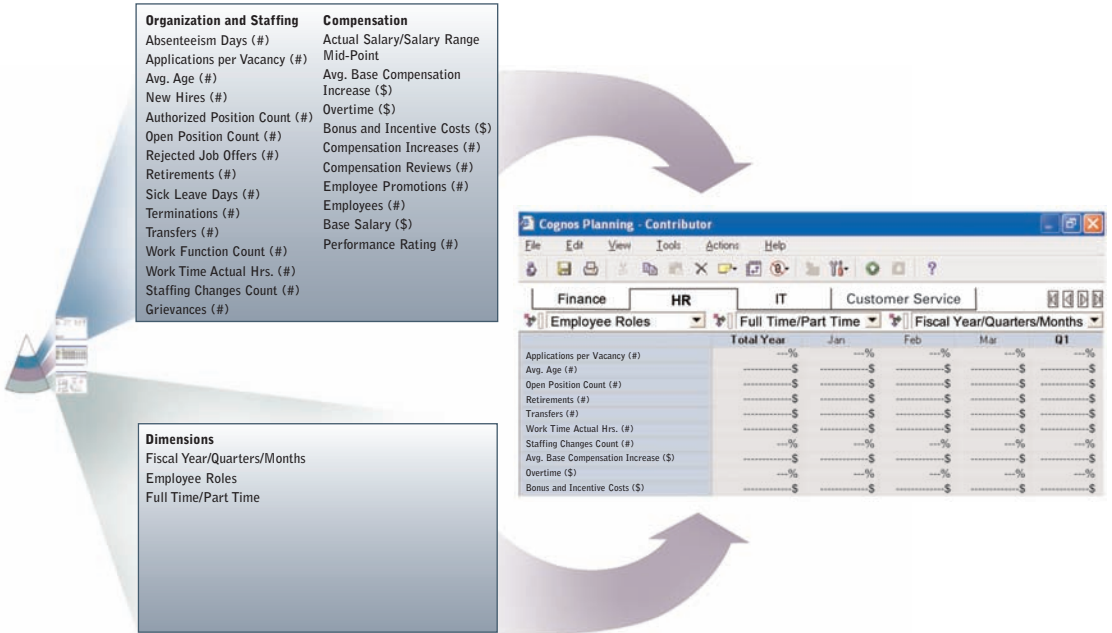 Organization and Staffing
Absenteeism Days (#)
Applications per Vacancy (#)
Avg. Age (#)
New Hires (#)
Authorized Position Count (#)
Open Position Count (#)
Rejected Job Offers (#)
Retirements (#)
Sick Leave Days (#)
Terminations (#)
Transfers (#)
Work Function Count (#)
Work Time Actual Hrs. (#)
Staffing Changes Count (#)
Grievances (#)
Compensation
Actual Salary/Salary Range
Mid-Point
Avg. Base Compensation
Increase ($)
Overtime ($)
Bonus and Incentive Costs ($)
Compensation Increases (#)
Compensation Reviews (#)
Employee Promotions (#)
Employees (#)
Base Salary ($)
Performance Rating (#)
Dimensions
Fiscal Year/Quarters/Months
Employee Roles
Full Time/Part Time
Cognos Planning - Contributor
File Edit View Tools Actions Help
Finance HR IT Customer Service
Employee Roles Full Time/Part Time Fiscal Year/Quarters/Months
Total Year Jan Feb Mar Q1
Applications per Vacancy (#) ---% ---% ---% ---% ---%
Avg. Age (#) ------------$ ------------$ ------------$ ------------$ ------------$
Open Position Count (#) ------------$ ------------$ ------------$ ------------$ ------------$
Retirements (#) ------------$ ------------$ ------------$ ------------$ ------------$
Transfers (#) ------------$ ------------$ ------------$ ------------$ ------------$
Work Time Actual Hrs. (#) ------------$ ------------$ ------------$ ------------$ ------------$
Staffing Changes Count (#) ---% ---% ---% ---% ---%
Avg. Base Compensation Increase ($) ------------$ ------------$ ------------$ ------------$ ------------$
Overtime ($) ---% ---% ---% ---% ---%
Bonus and Incentive Costs ($) ------------$ ------------$ ------------$ ------------$ ------------$